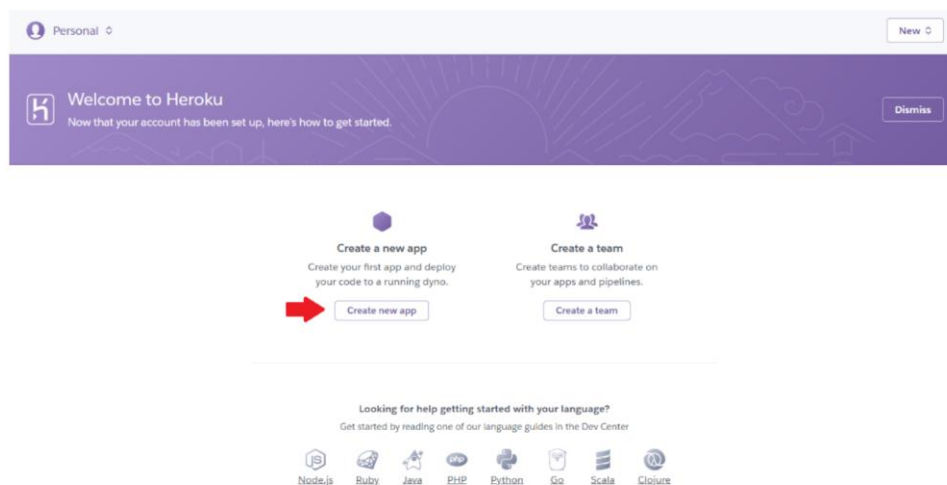 Personal
New
Welcome to Heroku
Now that your account has been set up, here's how to get started.
Dismiss
Create a new app
Create your first app and deploy
your code to a running dyno.
Create new app
Create a team
Create teams to collaborate on
your apps and pipelines.
Create a team
Looking for help getting started with your language?
Get started by reading one of our language guides in the Dev Center
JS
php
Node.js Ruby Java PHP Python Go Scala Clojure